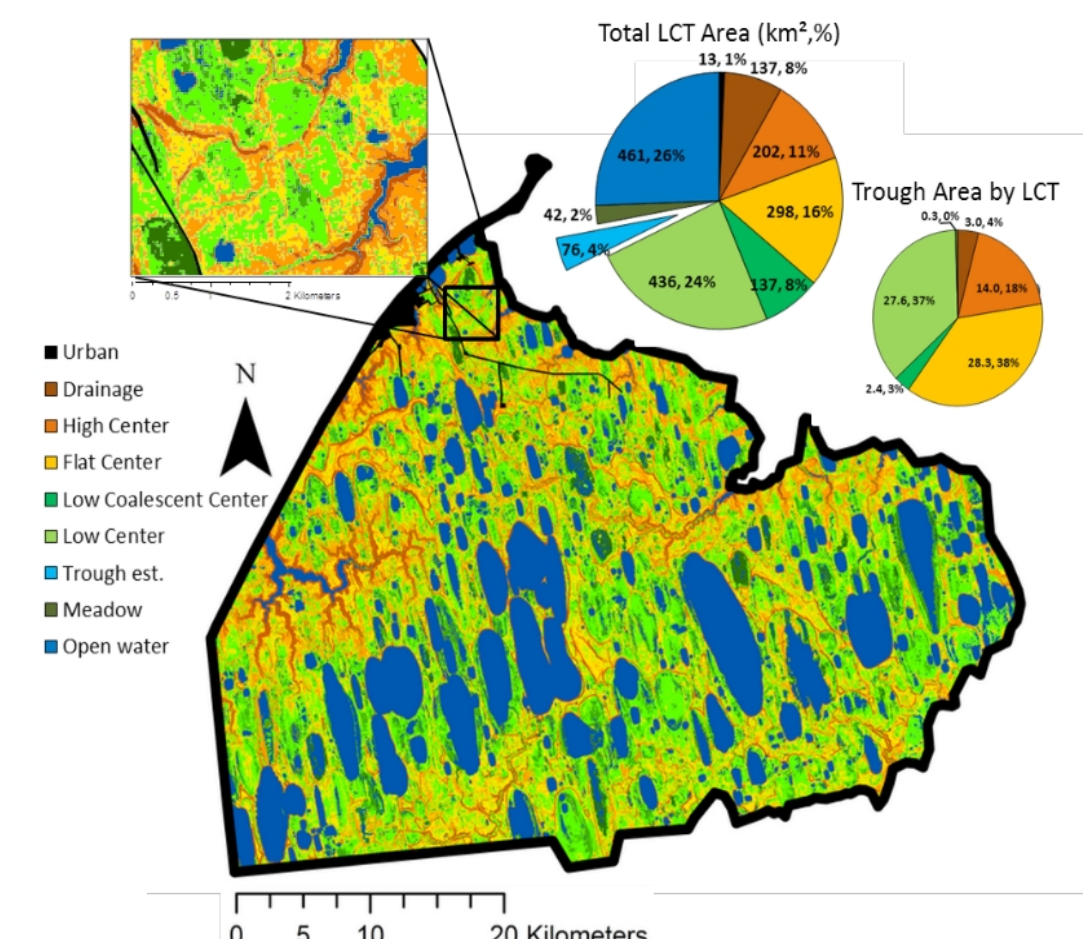 Total LCT Area (km²,%)
13, 1%
137, 8%
202, 11%
298, 16%
137, 8%
436, 24%
76, 4%
42, 2%
461, 26%
Trough Area by LCT
0.3, 0%
3.0, 4%
14.0, 18%
28.3, 38%
2.4, 3%
27.6, 37%
0 0.5 1 2 Kilometers
N
Urban
Drainage
High Center
Flat Center
Low Coalescent Center
Low Center
Trough est.
Meadow
Open water
0 5 10 20 Kilometers